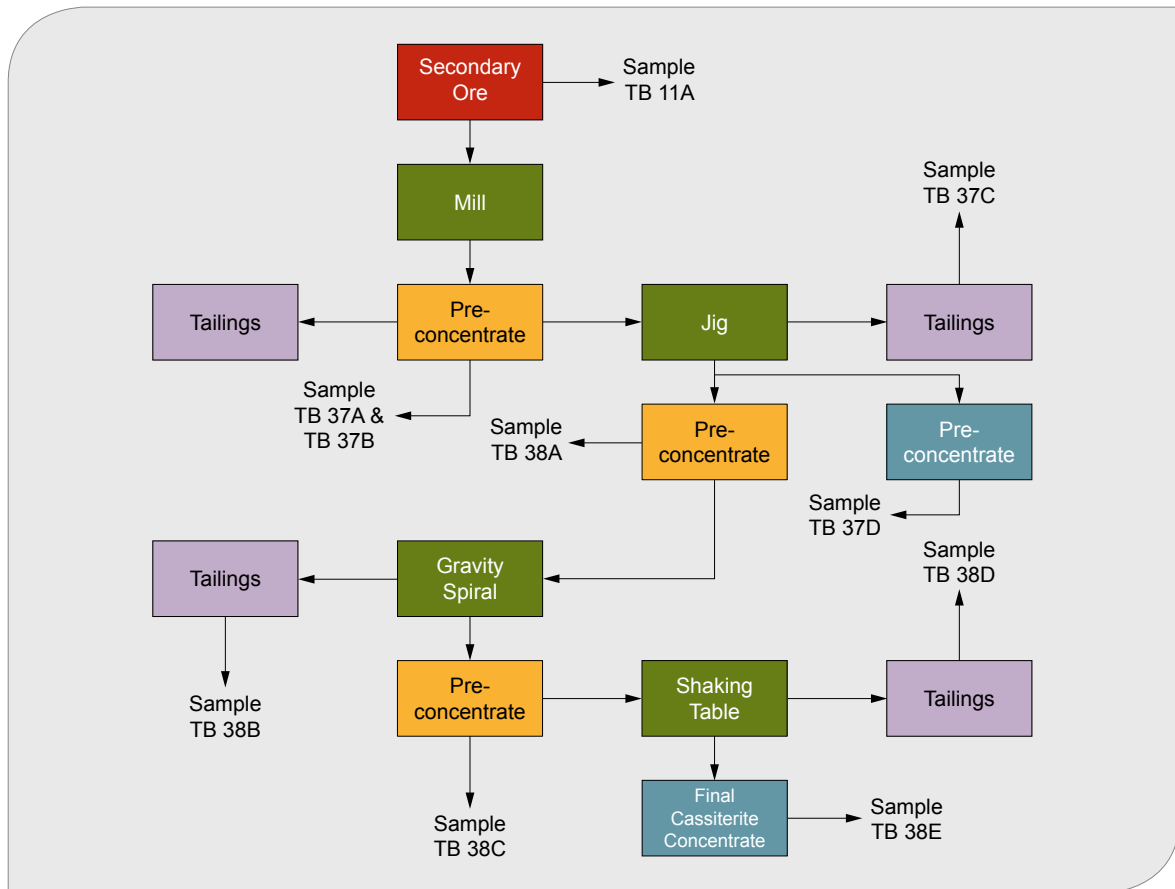 Secondary
Ore
Sample
TB 11A
Mill
Sample
TB 37C
Tailings
Pre-
concentrate
Jig
Tailings
Sample
TB 37A &
TB 37B
Sample
TB 38A
Pre-
concentrate
Pre-
concentrate
Sample
TB 37D
Tailings
Gravity
Spiral
Sample
TB 38D
Sample
TB 38B
Pre-
concentrate
Shaking
Table
Tailings
Sample
TB 38C
Final
Cassiterite
Concentrate
Sample
TB 38E